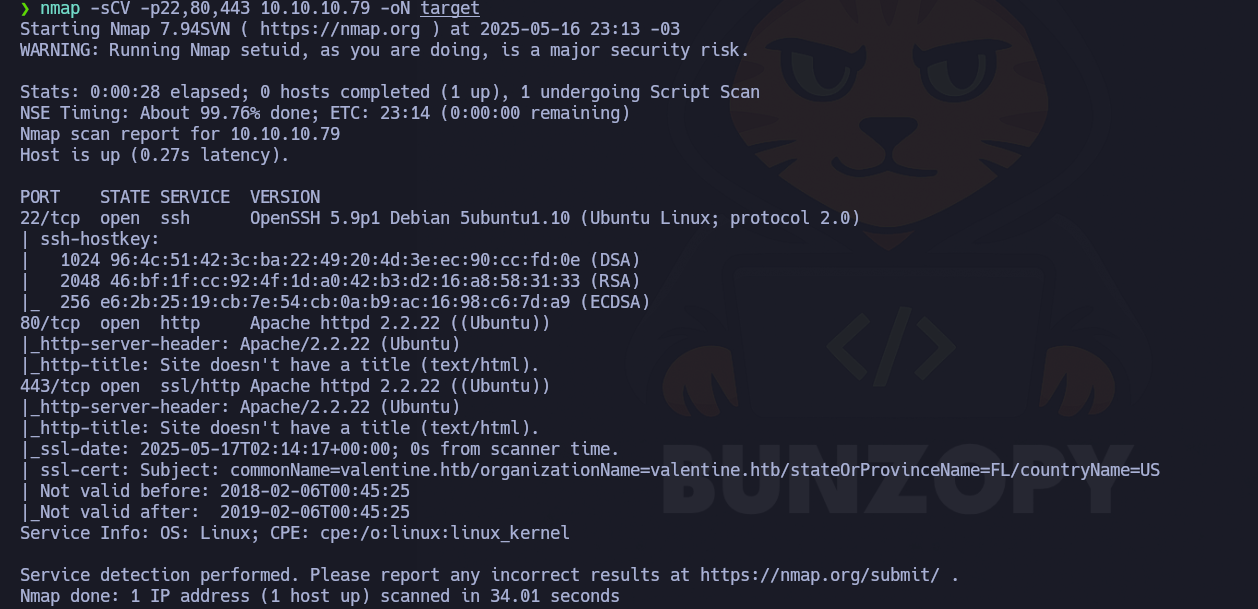 ❯ nmap -sCV -p22,80,443 10.10.10.79 -oN target
Starting Nmap 7.94SVN ( https://nmap.org ) at 2025-05-16 23:13 -03
WARNING: Running Nmap setuid, as you are doing, is a major security risk.
Stats: 0:00:28 elapsed; 0 hosts completed (1 up), 1 undergoing Script Scan
NSE Timing: About 99.76% done; ETC: 23:14 (0:00:00 remaining)
Nmap scan report for 10.10.10.79
Host is up (0.27s latency).
PORT    STATE SERVICE  VERSION
22/tcp  open  ssh      OpenSSH 5.9p1 Debian 5ubuntu1.10 (Ubuntu Linux; protocol 2.0)
| ssh-hostkey:
|   1024 96:4c:51:42:3c:ba:22:49:20:4d:3e:ec:90:cc:fd:0e (DSA)
|   2048 46:bf:1f:cc:92:4f:1d:a0:42:b3:d2:16:a8:58:31:33 (RSA)
|_  256 e6:2b:25:19:cb:7e:54:cb:0a:b9:ac:16:98:c6:7d:a9 (ECDSA)
80/tcp  open  http     Apache httpd 2.2.22 ((Ubuntu))
|_http-server-header: Apache/2.2.22 (Ubuntu)
|_http-title: Site doesn't have a title (text/html).
443/tcp open  ssl/http Apache httpd 2.2.22 ((Ubuntu))
|_http-server-header: Apache/2.2.22 (Ubuntu)
|_http-title: Site doesn't have a title (text/html).
|_ssl-date: 2025-05-17T02:14:17+00:00; 0s from scanner time.
| ssl-cert: Subject: commonName=valentine.htb/organizationName=valentine.htb/stateOrProvinceName=FL/countryName=US
| Not valid before: 2018-02-06T00:45:25
|_Not valid after:  2019-02-06T00:45:25
Service Info: OS: Linux; CPE: cpe:/o:linux:linux_kernel
Service detection performed. Please report any incorrect results at https://nmap.org/submit/ .
Nmap done: 1 IP address (1 host up) scanned in 34.01 seconds
</>
BUNZOPY